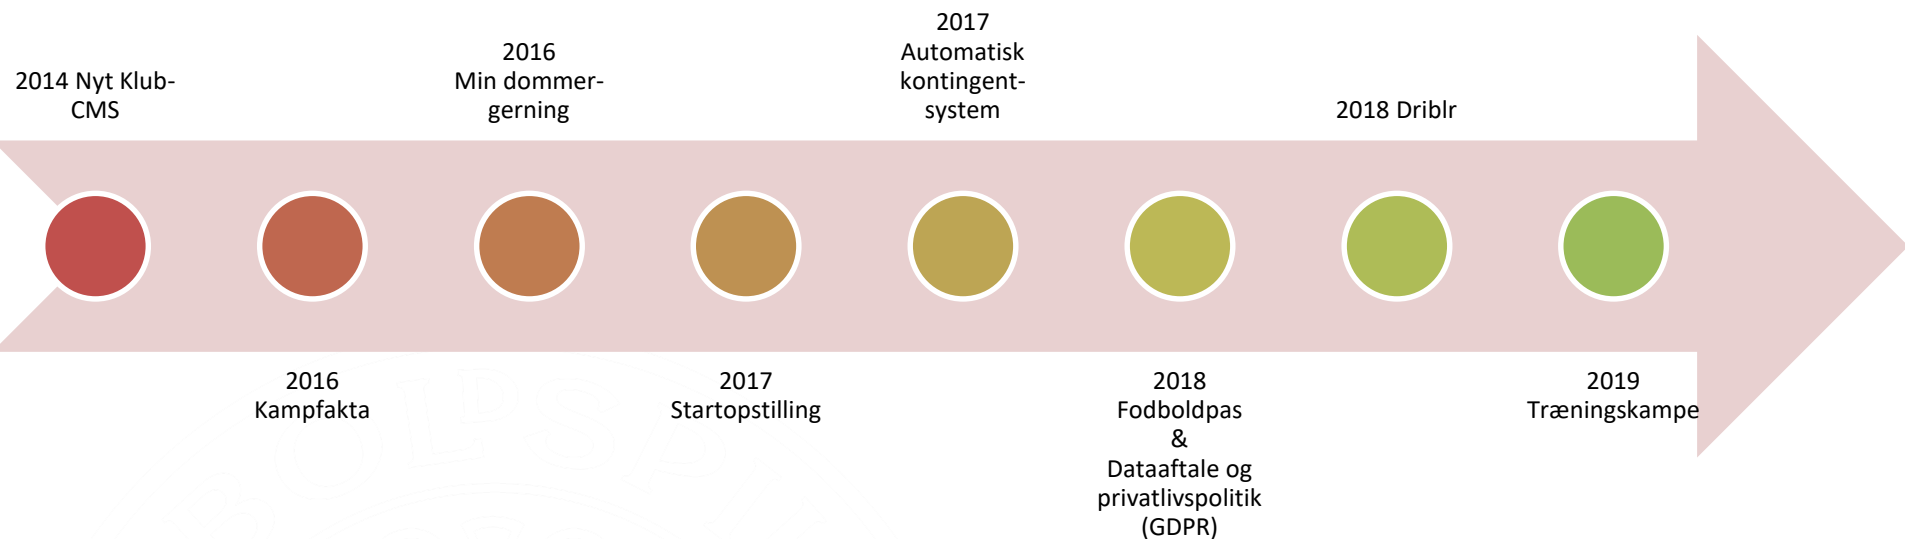 2014 Nyt Klub-
CMS
2016
Kampfakta
2016
Min dommer-
gerning
2017
Startopstilling
2017
Automatisk
kontingent-
system
2018
Fodboldpas
&
Dataaftale og
privatlivspolitik
(GDPR)
2018 Driblr
2019
Træningskampe